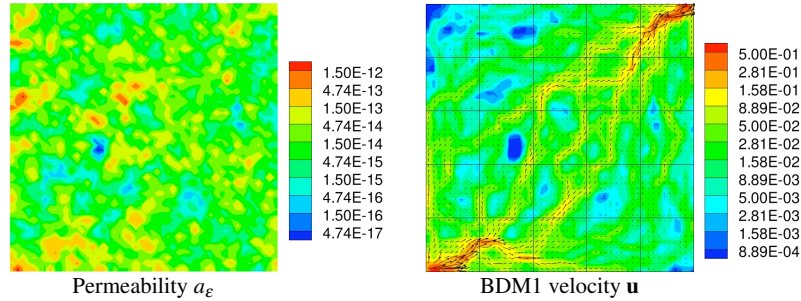 1.50E-12
4.74E-13
1.50E-13
4.74E-14
1.50E-14
4.74E-15
1.50E-15
4.74E-16
1.50E-16
4.74E-17
5.00E-01
2.81E-01
1.58E-01
8.89E-02
5.00E-02
2.81E-02
1.58E-02
8.89E-03
5.00E-03
2.81E-03
1.58E-03
8.89E-04
Permeability aε
BDM1 velocity u